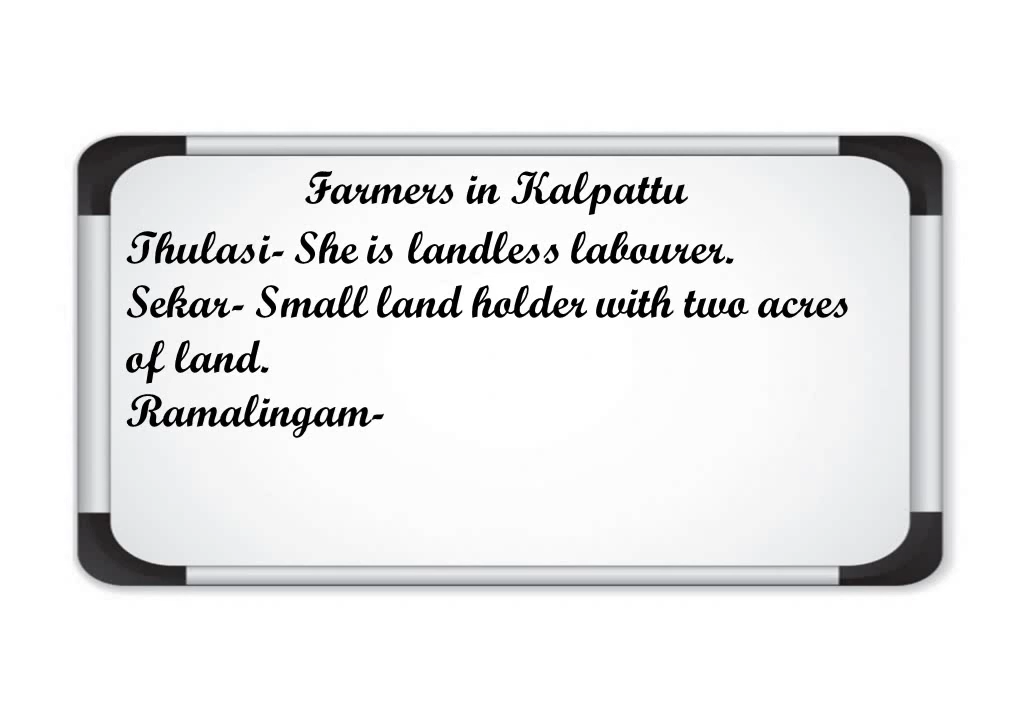 Farmers in Kalpattu
Thulasi- She is landless labourer.
Sekar- Small land holder with two acres
of land.
Ramalingam-